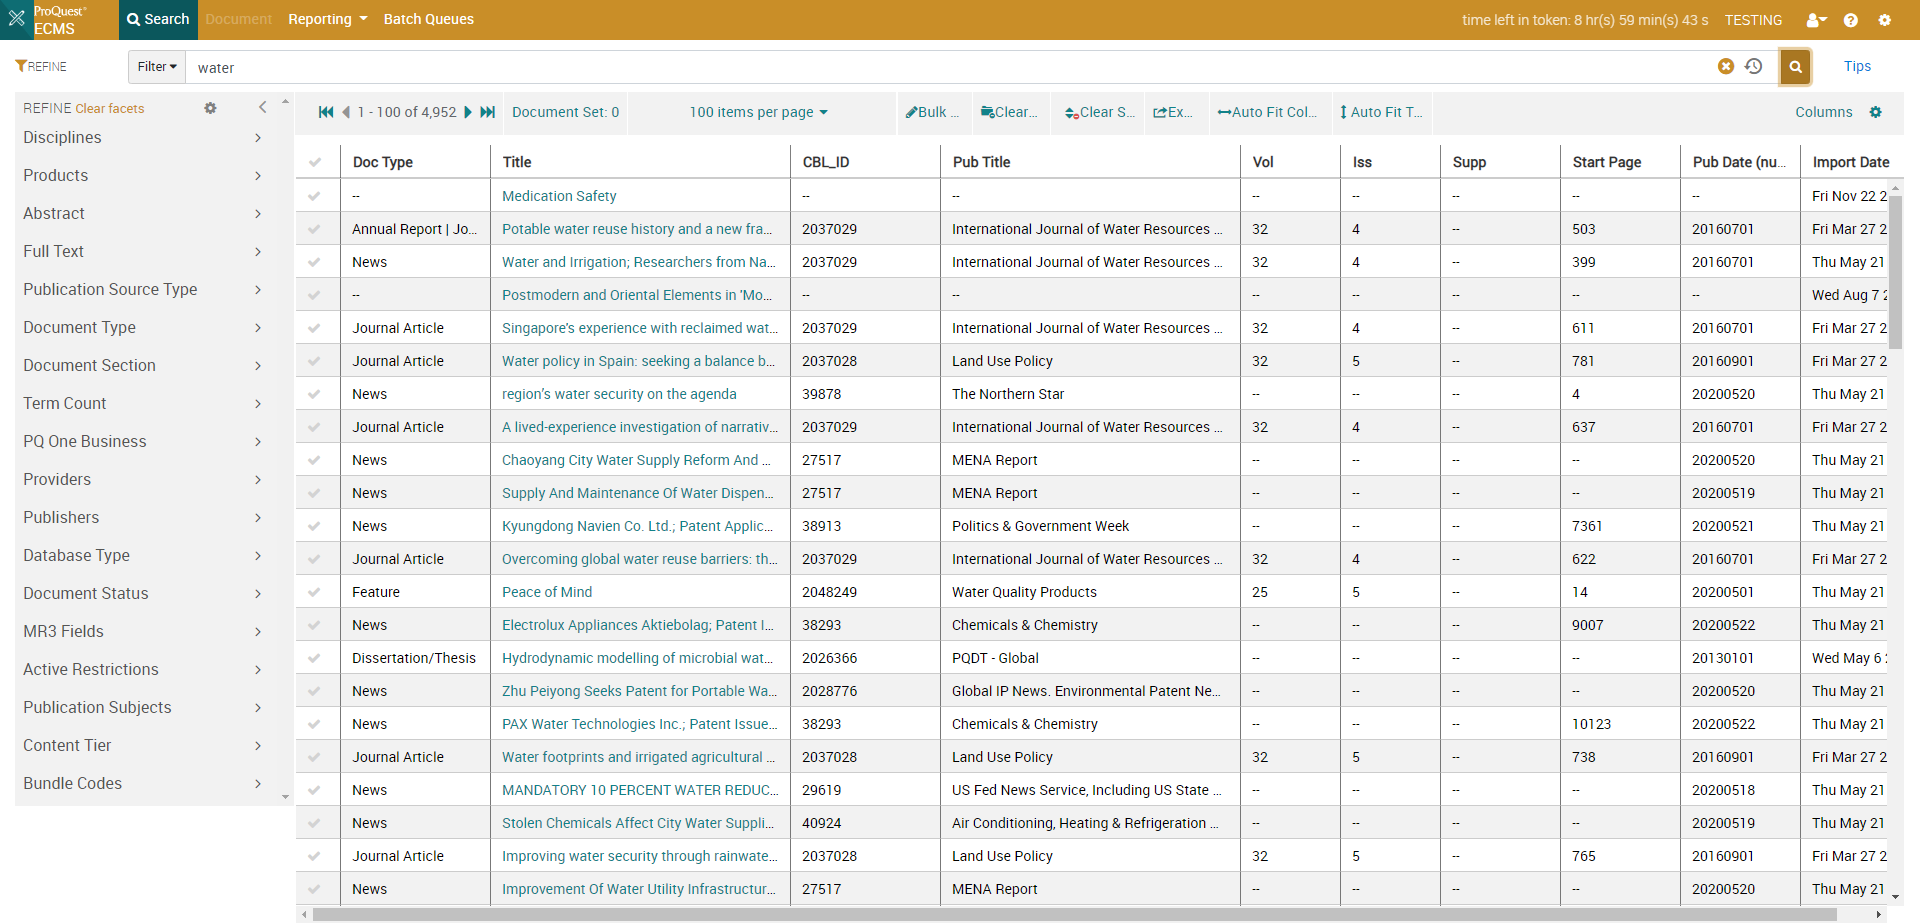 ProQuest® ECMS Search Document Reporting Batch Queues time left in token: 8 hr(s) 59 min(s) 43 s TESTING
REFINE Filter water Tips
REFINE Clear facets
Disciplines
Products
Abstract
Full Text
Publication Source Type
Document Type
Document Section
Term Count
PQ One Business
Providers
Publishers
Database Type
Document Status
MR3 Fields
Active Restrictions
Publication Subjects
Content Tier
Bundle Codes
1 - 100 of 4,952 Document Set: 0 100 items per page Bulk ... Clear... Clear S... Ex... Auto Fit Col... Auto Fit T... Columns
Doc Type Title CBL_ID Pub Title Vol Iss Supp Start Page Pub Date (nu... Import Date
-- Medication Safety -- -- -- -- -- -- -- Fri Nov 22 2
Annual Report | Jo... Potable water reuse history and a new fra... 2037029 International Journal of Water Resources ... 32 4 -- 503 20160701 Fri Mar 27 2
News Water and Irrigation; Researchers from Na... 2037029 International Journal of Water Resources ... 32 4 -- 399 20160701 Thu May 21
-- Postmodern and Oriental Elements in 'Mo... -- -- -- -- -- -- -- Wed Aug 7 2
Journal Article Singapore's experience with reclaimed wat... 2037029 International Journal of Water Resources ... 32 4 -- 611 20160701 Fri Mar 27 2
Journal Article Water policy in Spain: seeking a balance b... 2037028 Land Use Policy 32 5 -- 781 20160901 Fri Mar 27 2
News region's water security on the agenda 39878 The Northern Star -- -- -- 4 20200520 Thu May 21
Journal Article A lived-experience investigation of narrativ... 2037029 International Journal of Water Resources ... 32 4 -- 637 20160701 Fri Mar 27 2
News Chaoyang City Water Supply Reform And ... 27517 MENA Report -- -- -- -- 20200520 Thu May 21
News Supply And Maintenance Of Water Dispen... 27517 MENA Report -- -- -- -- 20200519 Thu May 21
News Kyungdong Navien Co. Ltd.; Patent Applic... 38913 Politics & Government Week -- -- -- 7361 20200521 Thu May 21
Journal Article Overcoming global water reuse barriers: th... 2037029 International Journal of Water Resources ... 32 4 -- 622 20160701 Fri Mar 27 2
Feature Peace of Mind 2048249 Water Quality Products 25 5 -- 14 20200501 Thu May 21
News Electrolux Appliances Aktiebolag; Patent I... 38293 Chemicals & Chemistry -- -- -- 9007 20200522 Thu May 21
Dissertation/Thesis Hydrodynamic modelling of microbial wat... 2026366 PQDT - Global -- -- -- -- 20130101 Wed May 6 2
News Zhu Peiyong Seeks Patent for Portable Wa... 2028776 Global IP News. Environmental Patent Ne... -- -- -- -- 20200520 Thu May 21
News PAX Water Technologies Inc.; Patent Issue... 38293 Chemicals & Chemistry -- -- -- 10123 20200522 Thu May 21
Journal Article Water footprints and irrigated agricultural ... 2037028 Land Use Policy 32 5 -- 738 20160901 Fri Mar 27 2
News MANDATORY 10 PERCENT WATER REDUC... 29619 US Fed News Service, Including US State ... -- -- -- -- 20200518 Thu May 21
News Stolen Chemicals Affect City Water Suppli... 40924 Air Conditioning, Heating & Refrigeration ... -- -- -- -- 20200519 Thu May 21
Journal Article Improving water security through rainwate... 2037028 Land Use Policy 32 5 -- 765 20160901 Fri Mar 27 2
News Improvement Of Water Utility Infrastructur... 27517 MENA Report -- -- -- -- 20200520 Thu May 21